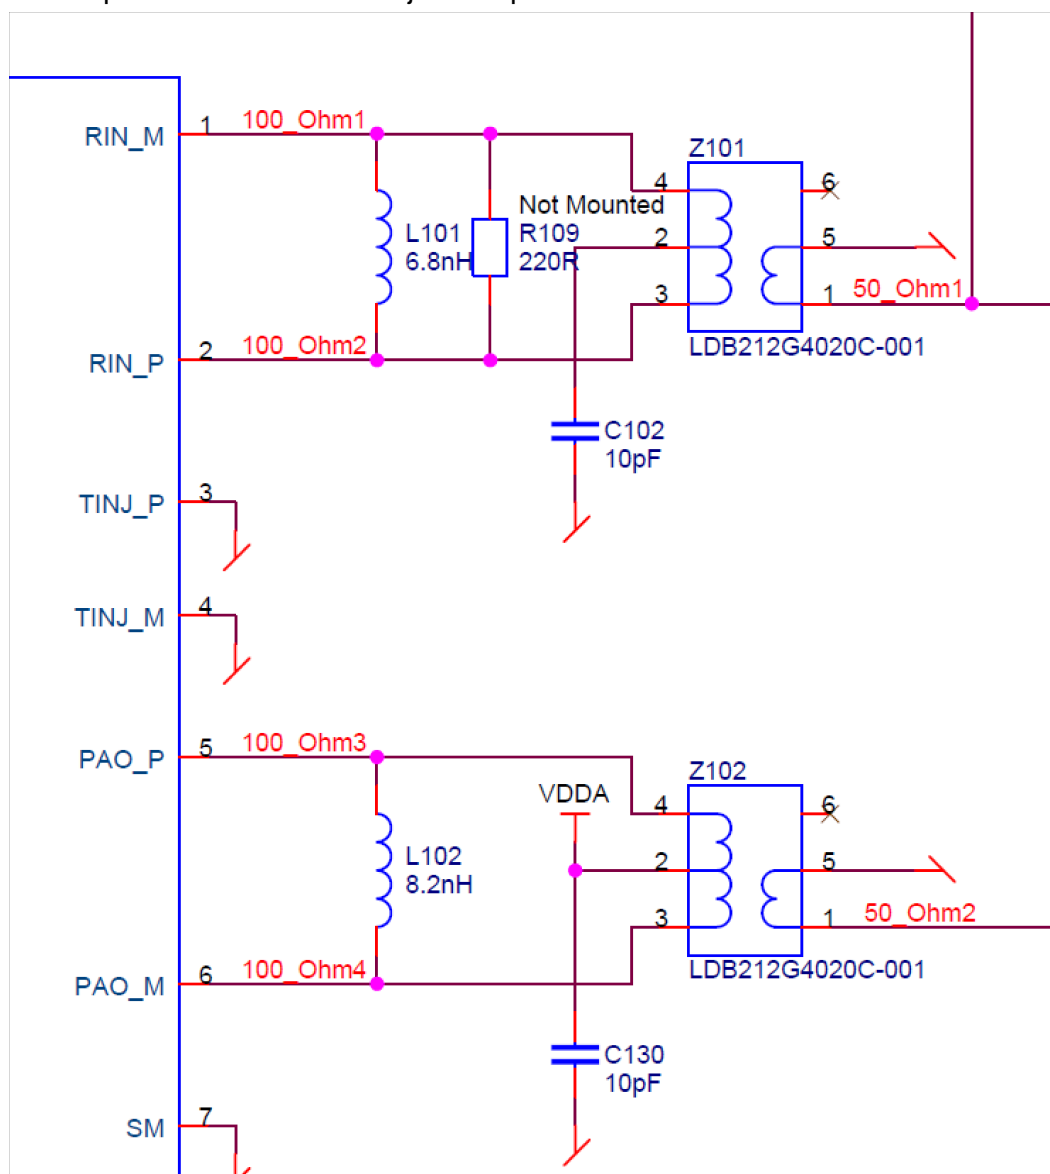 RIN_M
1
100_Ohm1
L101
6.8nH
Not Mounted
R109
220R
Z101
4
2
3
6
5
1
50_Ohm1
LDB212G4020C-001
RIN_P
2
100_Ohm2
C102
10pF
TINJ_P
3
TINJ_M
4
PAO_P
5
100_Ohm3
L102
8.2nH
VDDA
Z102
4
2
3
6
5
1
50_Ohm2
LDB212G4020C-001
PAO_M
6
100_Ohm4
C130
10pF
SM
7